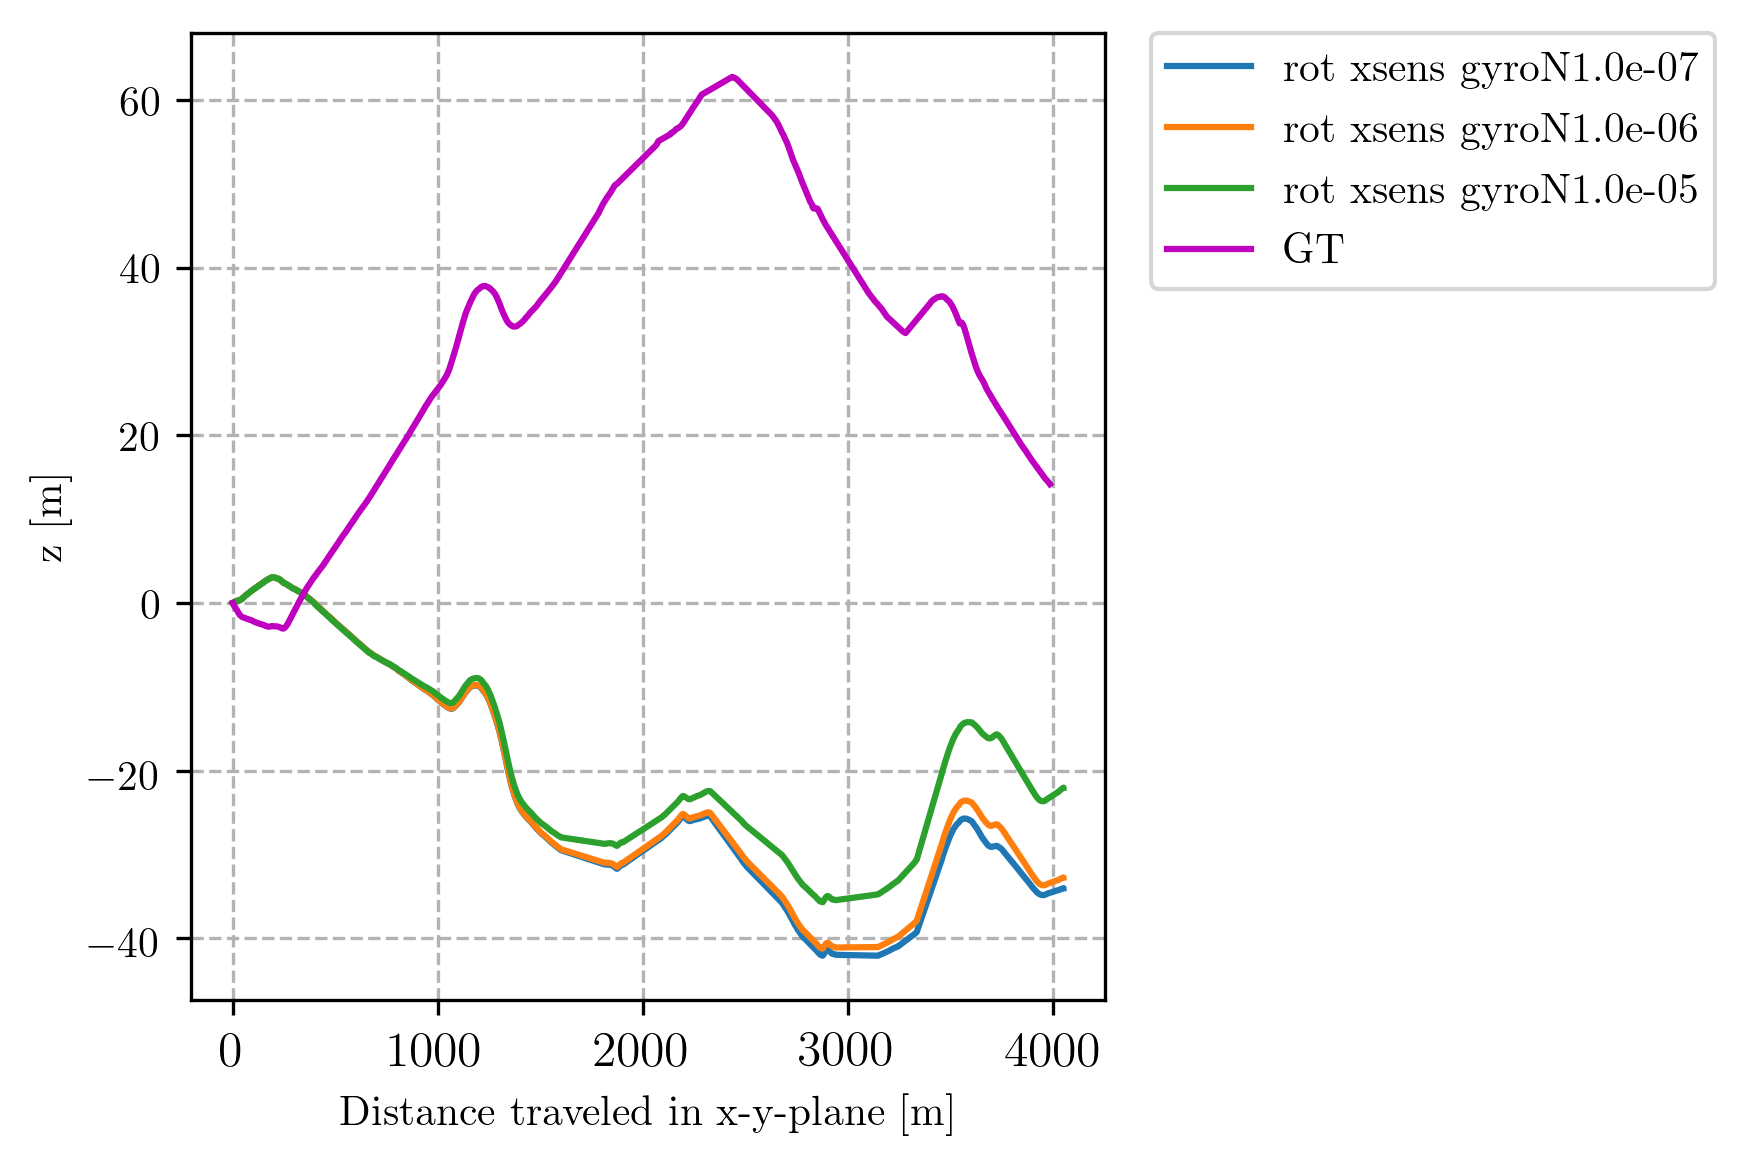 rot xsens gyroN1.0e-07
rot xsens gyroN1.0e-06
rot xsens gyroN1.0e-05
GT
60
40
20
0
−20
−40
z [m]
0 1000 2000 3000 4000
Distance traveled in x-y-plane [m]